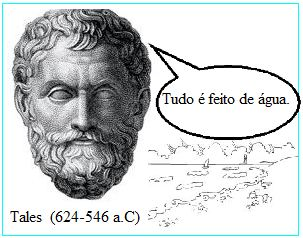 Tudo é feito de água.
Tales (624-546 a.C)